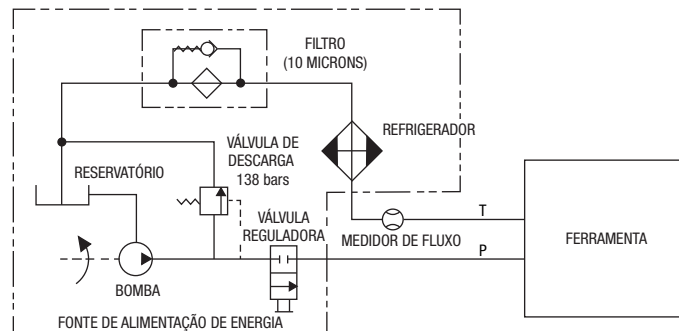 FILTRO
(10 MICRONS)
REFRIGERADOR
VÁLVULA DE
DESCARGA
138 bars
RESERVATÓRIO
VÁLVULA
REGULADORA
MEDIDOR DE FLUXO
T
P
FERRAMENTA
BOMBA
FONTE DE ALIMENTAÇÃO DE ENERGIA